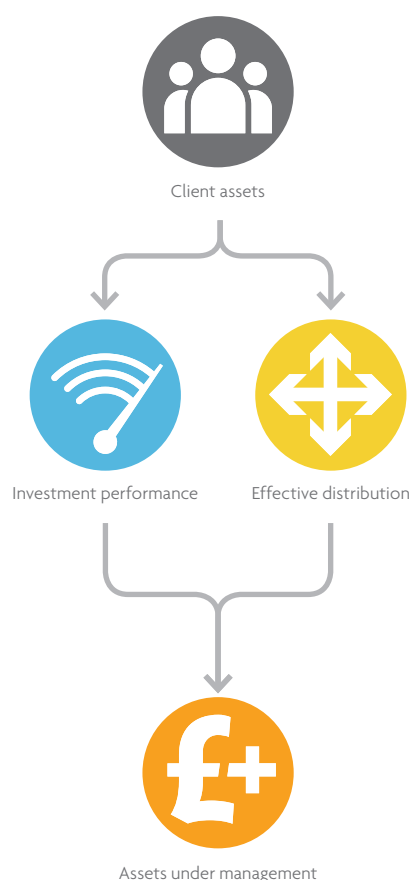 Client assets
Investment performance
Effective distribution
£+
Assets under management